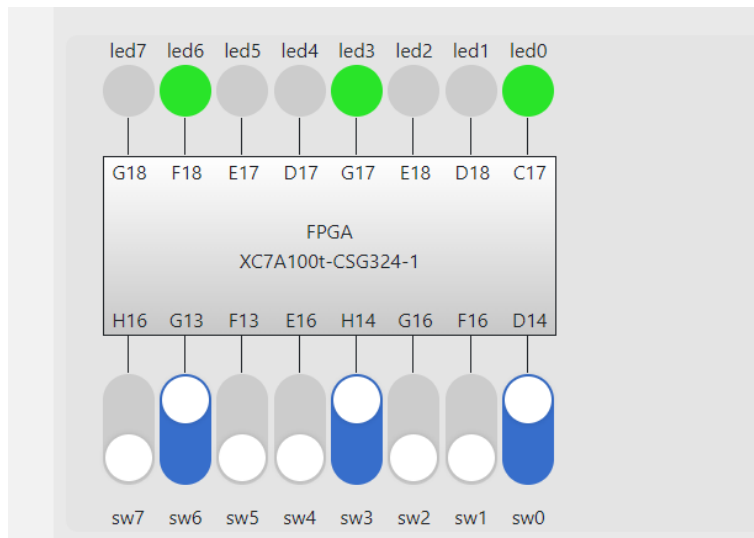 led7 led6 led5 led4 led3 led2 led1 led0
G18 F18 E17 D17 G17 E18 D18 C17
FPGA
XC7A100t-CSG324-1
H16 G13 F13 E16 H14 G16 F16 D14
sw7 sw6 sw5 sw4 sw3 sw2 sw1 sw0